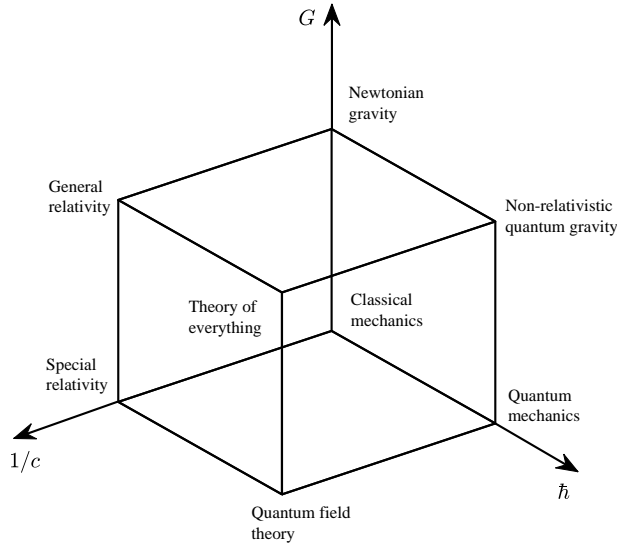 G
Newtonian
gravity
General
relativity
Non-relativistic
quantum gravity
Theory of
everything
Classical
mechanics
Special
relativity
Quantum
mechanics
1/c
ħ
Quantum field
theory